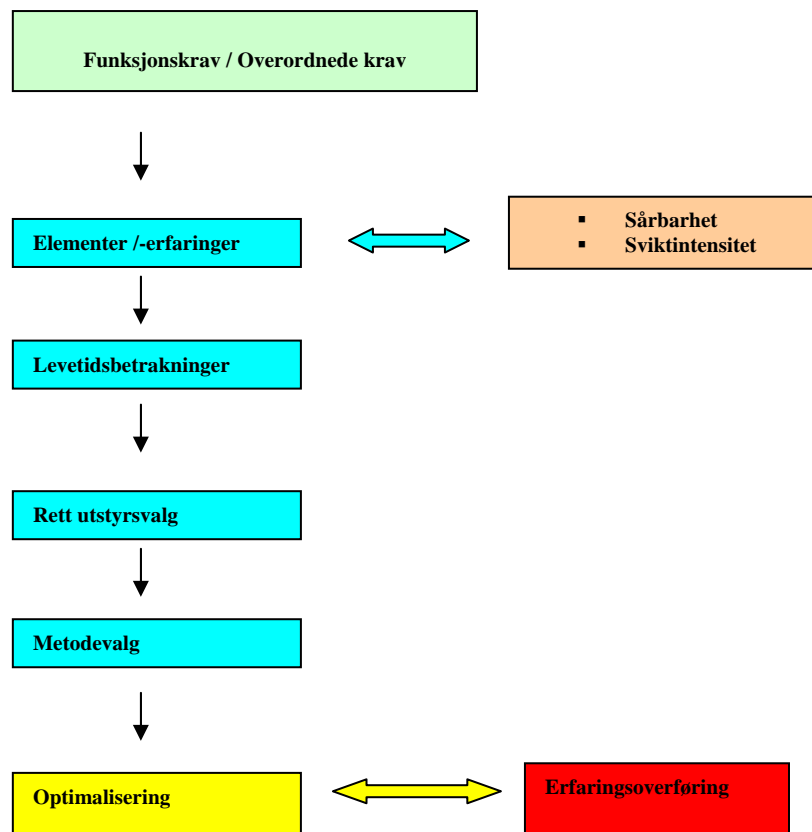 Funksjonskrav / Overordnede krav
Elementer /-erfaringer
▪ Sårbarhet
▪ Sviktintensitet
Levetidsbetrakninger
Rett utstyrsvalg
Metodevalg
Optimalisering
Erfaringsoverføring